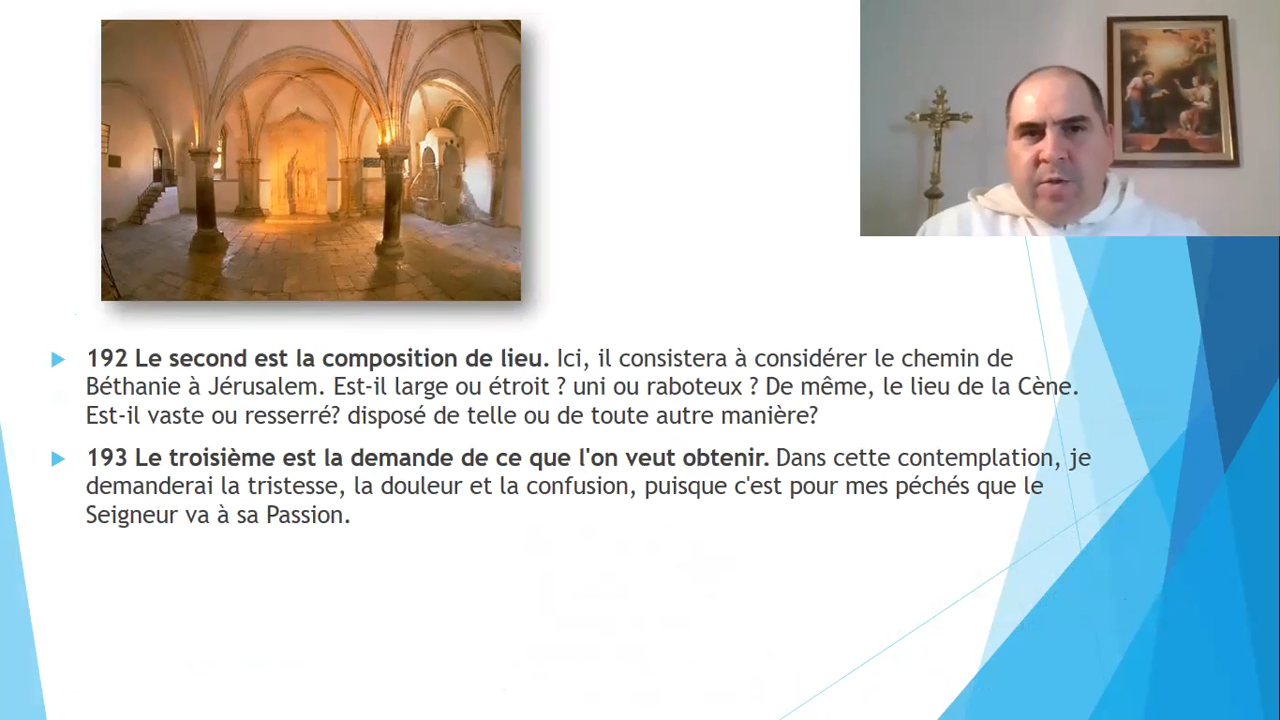 192 Le second est la composition de lieu. Ici, il consistera à considérer le chemin de
Béthanie à Jérusalem. Est-il large ou étroit ? uni ou raboteux ? De même, le lieu de la Cène.
Est-il vaste ou resserré? disposé de telle ou de toute autre manière?
193 Le troisième est la demande de ce que l'on veut obtenir. Dans cette contemplation, je
demanderai la tristesse, la douleur et la confusion, puisque c'est pour mes péchés que le
Seigneur va à sa Passion.